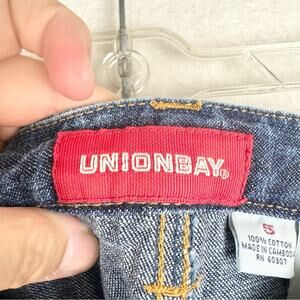 UNIONBAY®
5
100% COTTON
MADE IN CAMBODIA
RN 60307